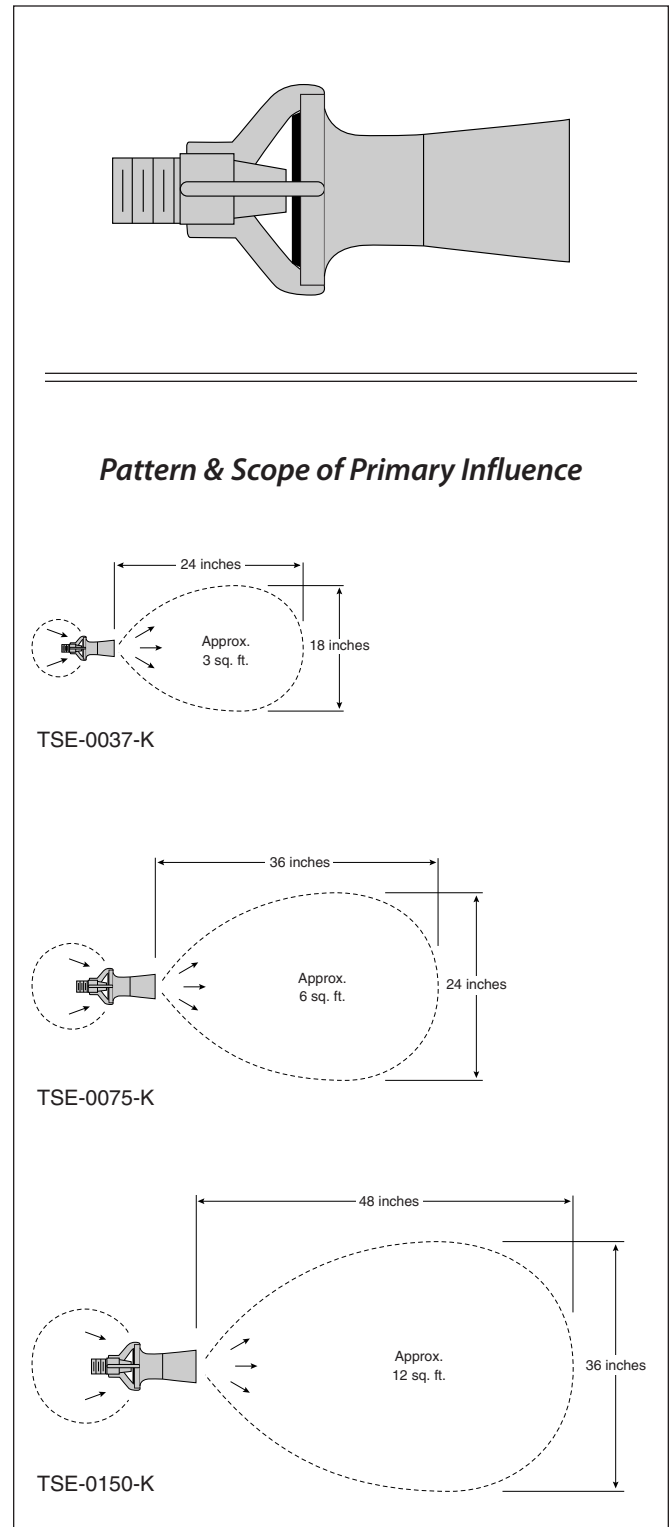 Pattern & Scope of Primary Influence
24 inches
Approx.
3 sq. ft.
18 inches
TSE-0037-K
36 inches
Approx.
6 sq. ft.
24 inches
TSE-0075-K
48 inches
Approx.
12 sq. ft.
36 inches
TSE-0150-K